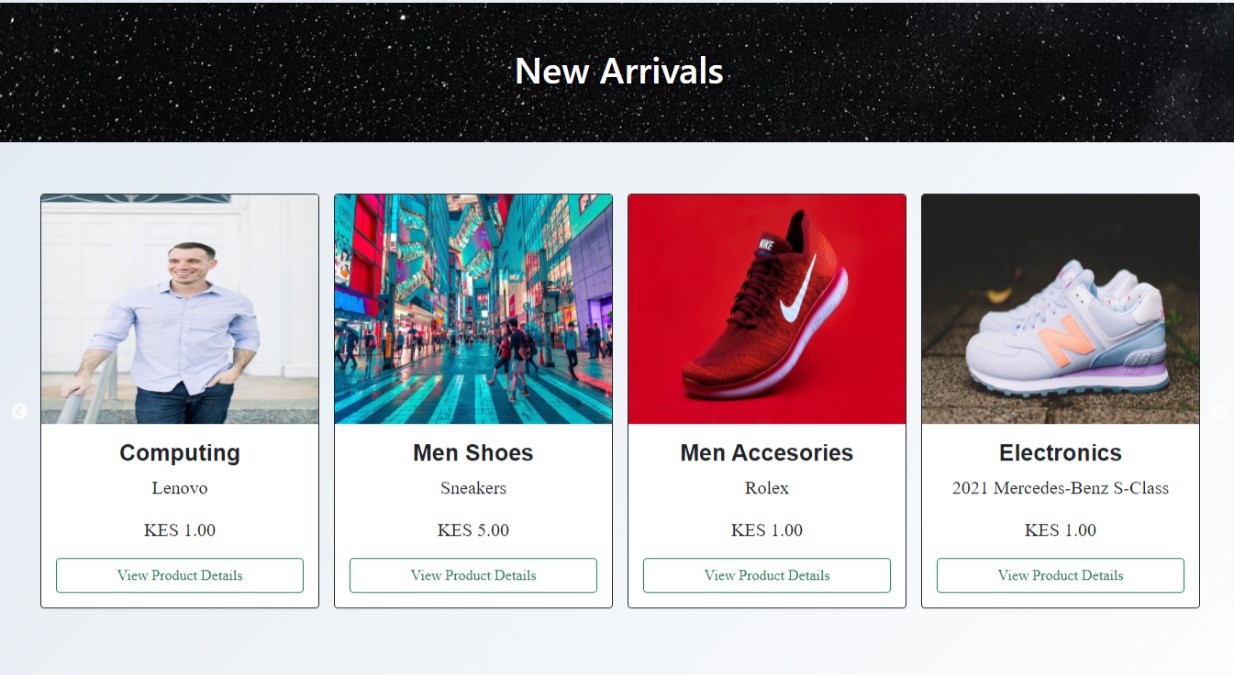 New Arrivals
NIKE
N
Computing
Lenovo
KES 1.00
View Product Details
Men Shoes
Sneakers
KES 5.00
View Product Details
Men Accesories
Rolex
KES 1.00
View Product Details
Electronics
2021 Mercedes-Benz S-Class
KES 1.00
View Product Details